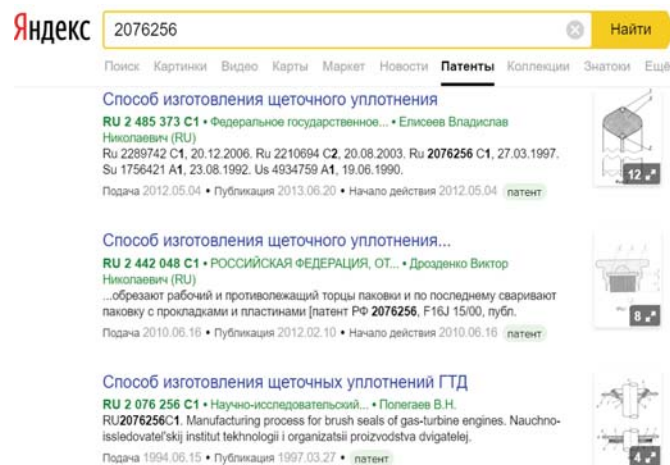 Яндекс 2076256 Найти
Поиск Картинки Видео Карты Маркет Новости Патенты Коллекции Знатоки Ещё
Способ изготовления щеточного уплотнения
RU 2 485 373 C1 • Федеральное государственное... • Елисеев Владислав
Николаевич (RU)
Ru 2289742 C1, 20.12.2006. Ru 2210694 C2, 20.08.2003. Ru 2076256 C1, 27.03.1997.
Su 1756421 A1, 23.08.1992. Us 4934759 A1, 19.06.1990.
12
Подача 2012.05.04 • Публикация 2013.06.20 • Начало действия 2012.05.04 патент
Способ изготовления щеточного уплотнения...
RU 2 442 048 C1 • РОССИЙСКАЯ ФЕДЕРАЦИЯ, ОТ... • Дрозденко Виктор
Николаевич (RU)
...обрезают рабочий и противолежащий торцы паковки и по последнему сваривают
паковку с прокладками и пластинами [патент РФ 2076256, F16J 15/00, публ.
8
Подача 2010.06.16 • Публикация 2012.02.10 • Начало действия 2010.06.16 патент
Способ изготовления щеточных уплотнений ГТД
RU 2 076 256 C1 • Научно-исследовательский... • Полегаев В.Н.
RU2076256C1. Manufacturing process for brush seals of gas-turbine engines. Nauchno-
issledovatel'skij institut tekhnologii i organizatsii proizvodstva dvigatelej.
4
Подача 1994.06.15 • Публикация 1997.03.27 • патент